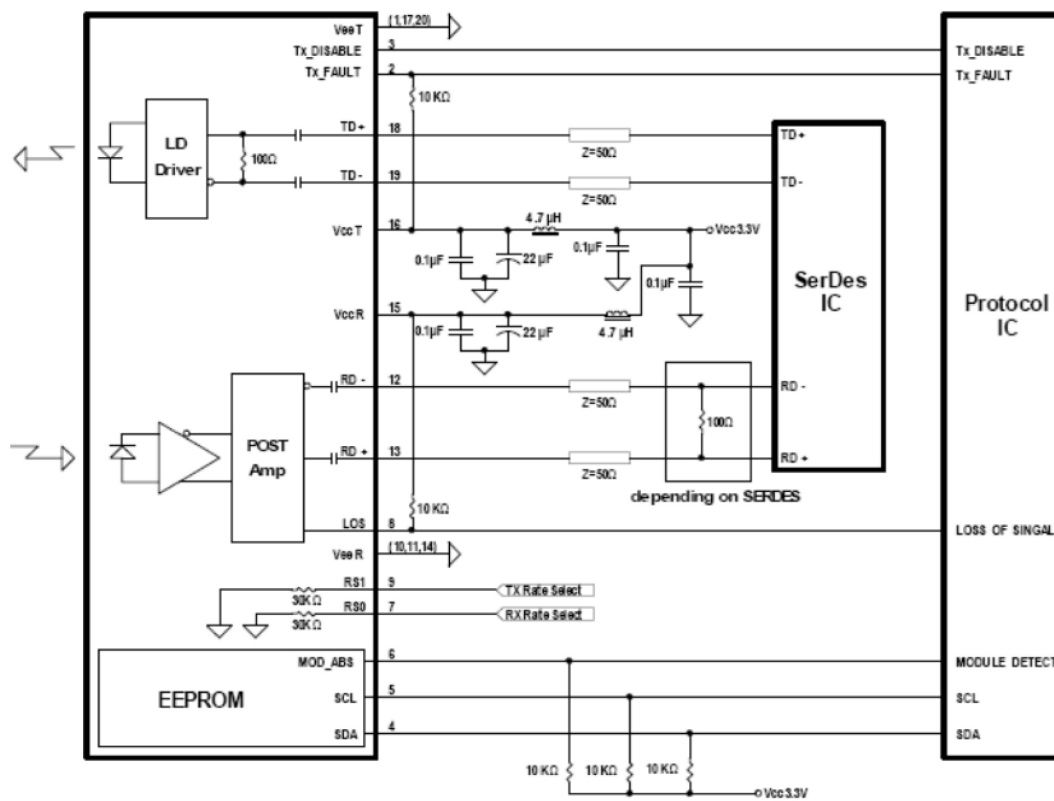 VeeT
(1,17,20)
Tx_DISABLE
3
Tx_DISABLE
Tx_FAULT
2
Tx_FAULT
10 KΩ
LD
Driver
100Ω
TD+
18
Z=50Ω
TD+
TD-
19
Z=50Ω
TD-
VccT
16
4.7 µH
Vcc3.3V
0.1µF
22 µF
0.1µF
0.1µF
SerDes
IC
Protocol
IC
VccR
15
0.1µF
22 µF
4.7 µH
RD -
12
Z=50Ω
RD -
100Ω
POST
Amp
RD +
13
Z=50Ω
RD +
depending on SERDES
10 KΩ
LOS
8
LOSS OF SINGAL
VeeR
(10,11,14)
RS1
9
TX Rate Select
30KΩ
RS0
7
RX Rate Select
30KΩ
MOD_ABS
6
MODULE DETECT
EEPROM
SCL
5
SCL
SDA
4
SDA
10 KΩ
10 KΩ
10 KΩ
Vcc3.3V